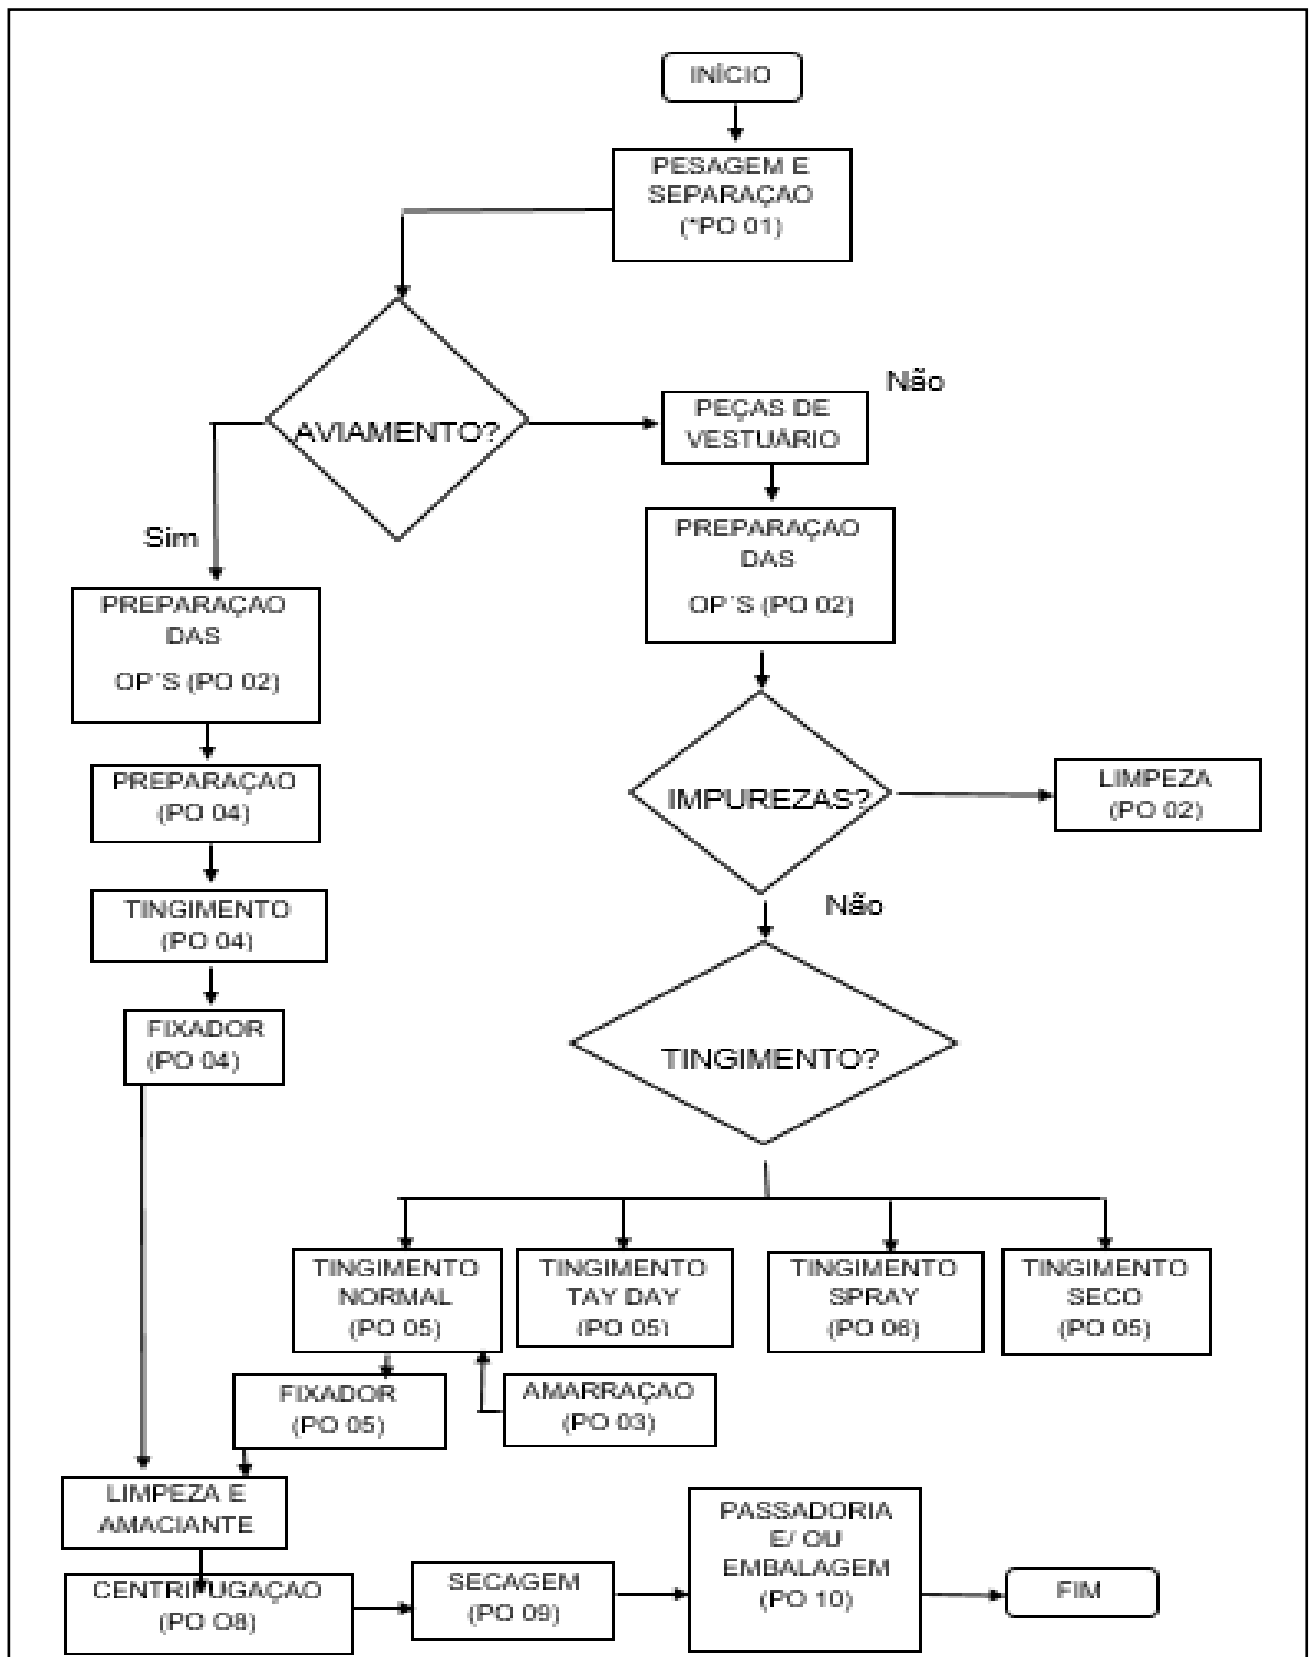 INÍCIO
PESAGEM E
SEPARAÇAO
(*PO 01)
AVIAMENTO?
Não
PEÇAS DE
VESTUÁRIO
Sim
PREPARAÇAO
DAS
OP´S (PO 02)
PREPARAÇAO
DAS
OP´S (PO 02)
PREPARAÇAO
(PO 04)
IMPUREZAS?
LIMPEZA
(PO 02)
Não
TINGIMENTO
(PO 04)
FIXADOR
(PO 04)
TINGIMENTO?
TINGIMENTO
NORMAL
(PO 05)
TINGIMENTO
TAY DAY
(PO 05)
TINGIMENTO
SPRAY
(PO 06)
TINGIMENTO
SECO
(PO 05)
FIXADOR
(PO 05)
AMARRAÇAO
(PO 03)
LIMPEZA E
AMACIANTE
CENTRIFUGAÇAO
(PO O8)
SECAGEM
(PO 09)
PASSADORIA
E/ OU
EMBALAGEM
(PO 10)
FIM